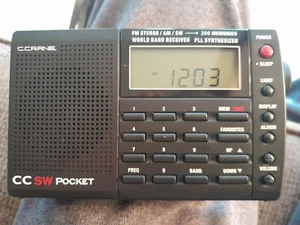 C.CRANE
FM STEREO / AM / SW 200 MEMORIES
WORLD BAND RECEIVER PLL SYNTHESIZED
POWER
SLEEP
LIGHT
DISPLAY
ALARM
VOLUME
1203
1 2 3 MEM
4 5 6 FAVORITES
7 8 9 UP
FREQ 0 BAND DOWN
CC SW POCKET